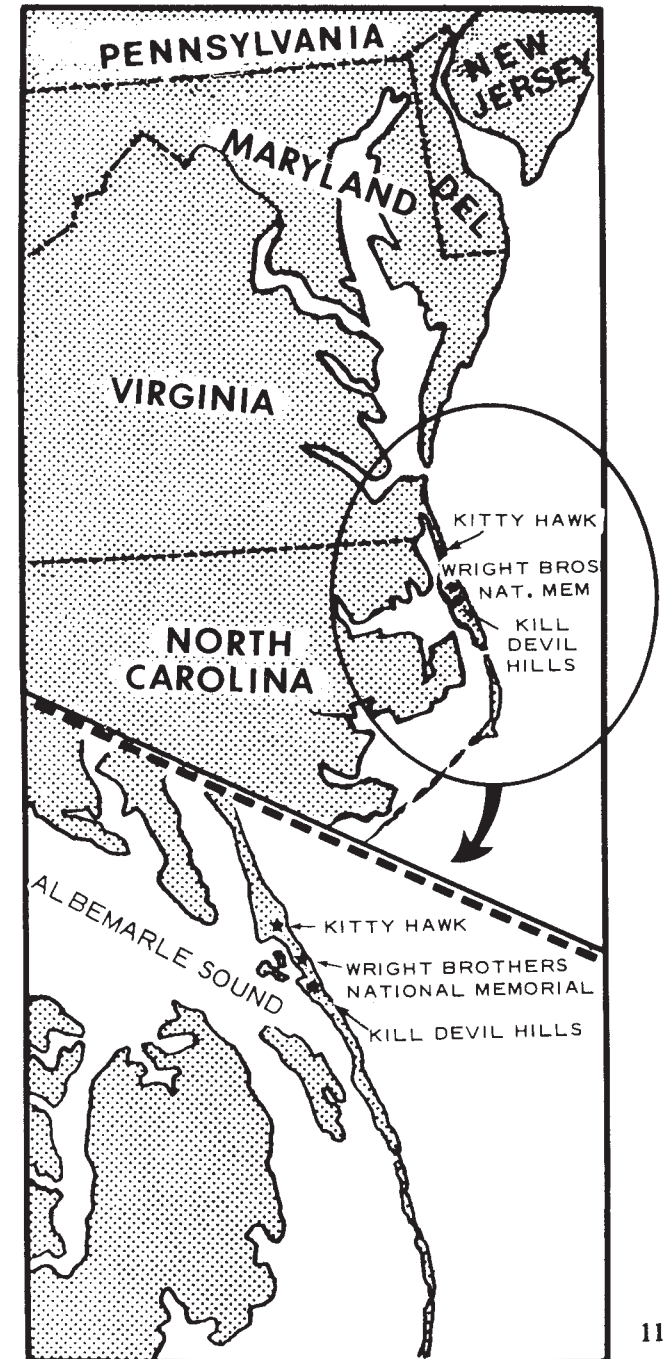 PENNSYLVANIA
NEW
JERSEY
MARYLAND
DEL
VIRGINIA
KITTY HAWK
WRIGHT BROS
NAT. MEM
KILL
DEVIL
HILLS
NORTH
CAROLINA
ALBEMARLE SOUND
KITTY HAWK
WRIGHT BROTHERS
NATIONAL MEMORIAL
KILL DEVIL HILLS
11